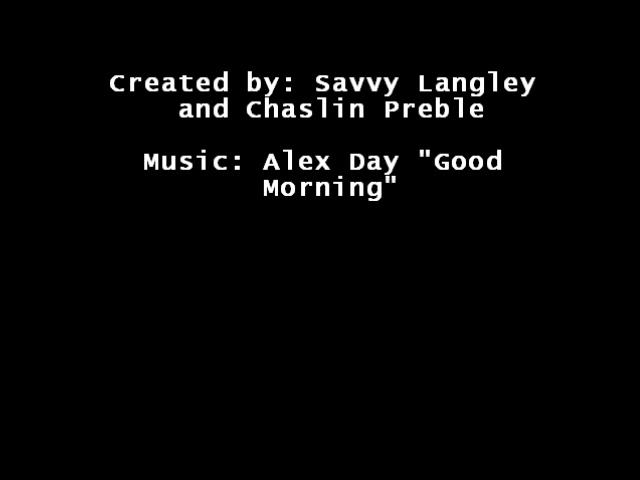 Created by: Savvy Langley
and Chaslin Preble
Music: Alex Day "Good
Morning"